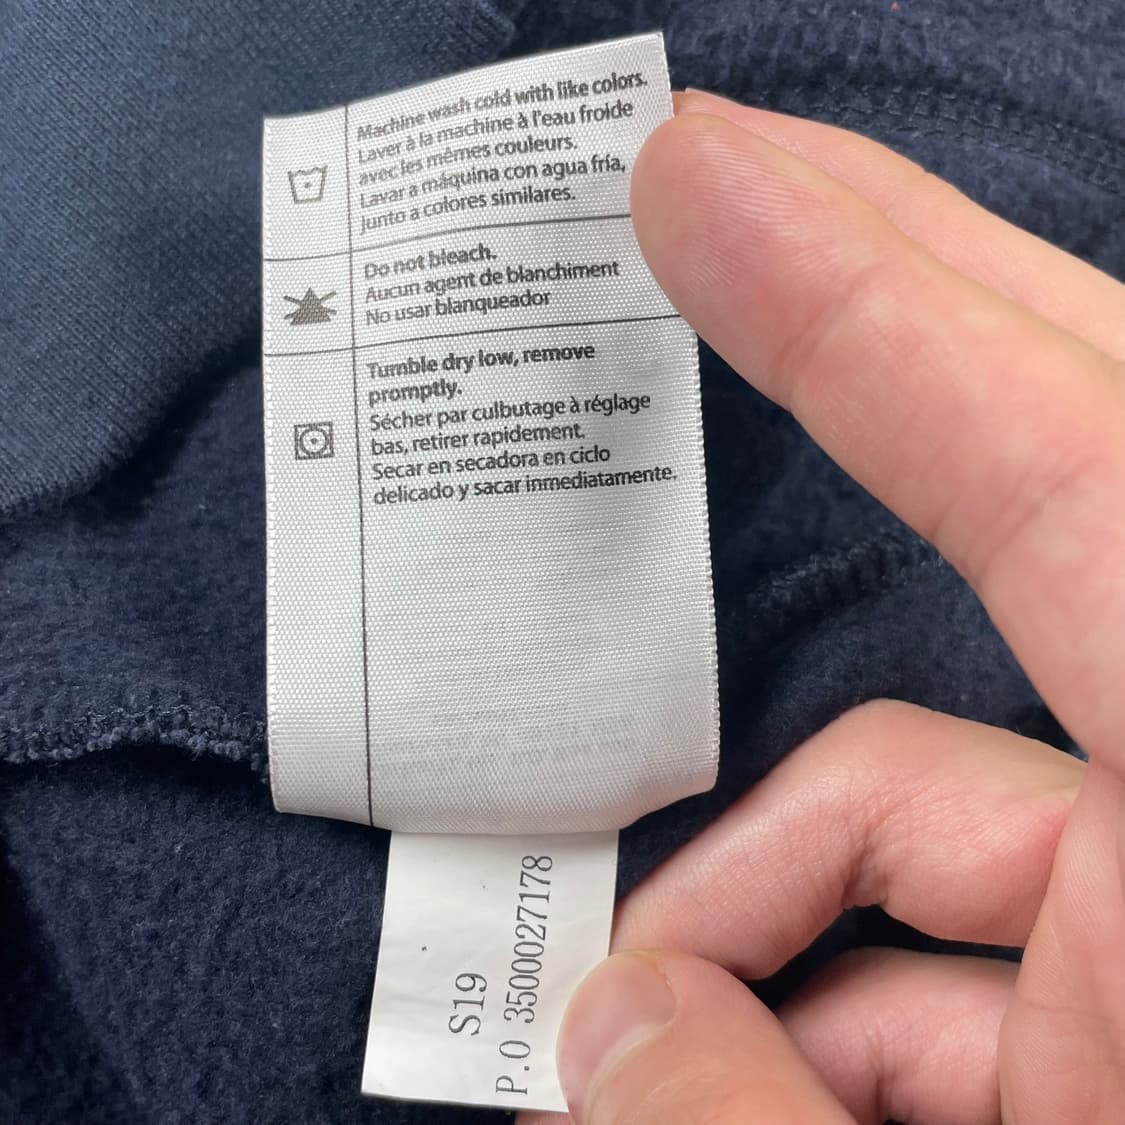 Machine wash cold with like colors.
Laver à la machine à l'eau froide
avec les mêmes couleurs.
Lavar a máquina con agua fría,
junto a colores similares.
Do not bleach.
Aucun agent de blanchiment
No usar blanqueador
Tumble dry low, remove
promptly.
Sécher par culbutage à réglage
bas, retirer rapidement.
Secar en secadora en ciclo
delicado y sacar inmediatamente.
S19
P.O 3500027178